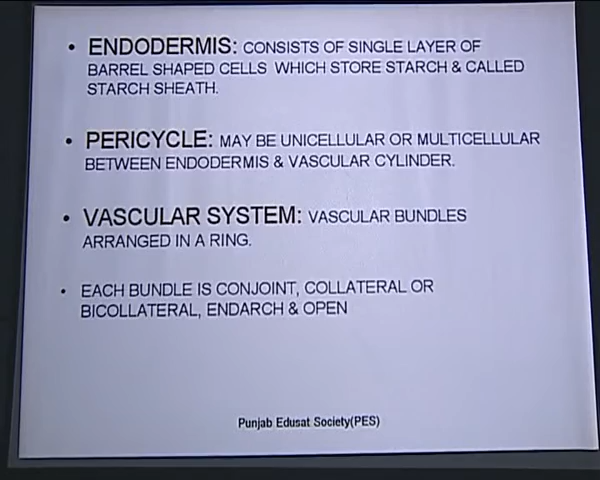 • ENDODERMIS: CONSISTS OF SINGLE LAYER OF
BARREL SHAPED CELLS WHICH STORE STARCH & CALLED
STARCH SHEATH.
• PERICYCLE: MAY BE UNICELLULAR OR MULTICELLULAR
BETWEEN ENDODERMIS & VASCULAR CYLINDER.
• VASCULAR SYSTEM: VASCULAR BUNDLES
ARRANGED IN A RING.
• EACH BUNDLE IS CONJOINT, COLLATERAL OR
BICOLLATERAL, ENDARCH & OPEN
Punjab Edusat Society(PES)